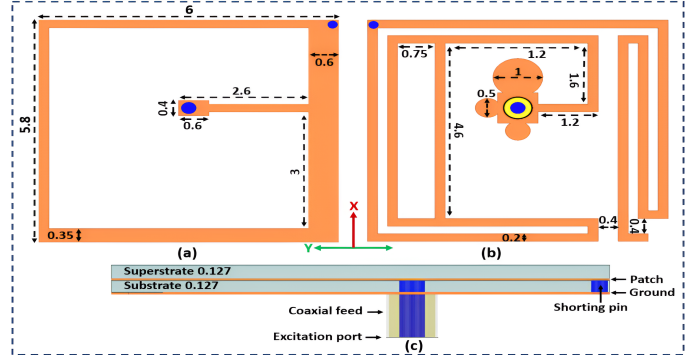 6
0.6
2.6
0.4
0.6
5.8
3
0.35
(a)
0.75
1.2
1.6
1
0.5
4.6
1.2
0.4
0.4
0.2
(b)
X
Y
Superstrate 0.127
Substrate 0.127
Patch
Ground
Shorting pin
Coaxial feed
Excitation port
(c)